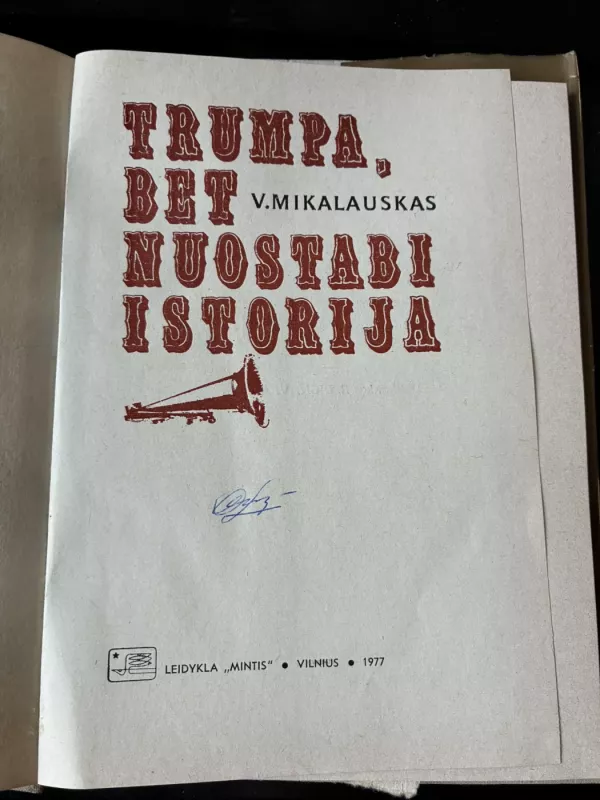 TRUMPA,
BET
V.MIKALAUSKAS
NUOSTABI
ISTORIJA
LEIDYKLA „MINTIS“ ● VILNIUS ● 1977